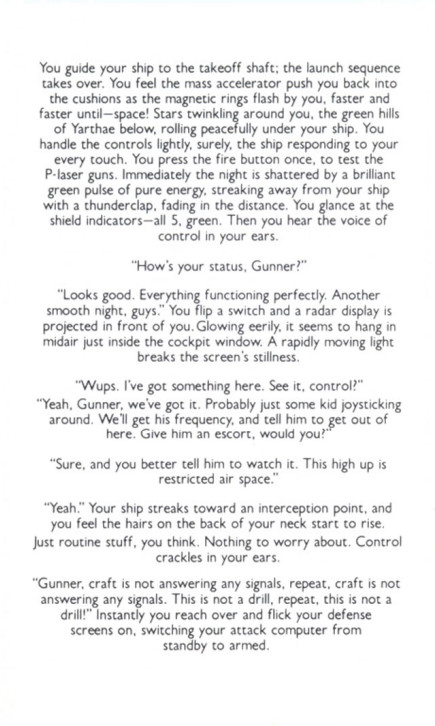 You guide your ship to the takeoff shaft; the launch sequence
takes over. You feel the mass accelerator push you back into
the cushions as the magnetic rings flash by you, faster and
faster until—space! Stars twinkling around you, the green hills
of Yarthae below, rolling peacefully under your ship. You
handle the controls lightly, surely, the ship responding to your
every touch. You press the fire button once, to test the
P-laser guns. Immediately the night is shattered by a brilliant
green pulse of pure energy, streaking away from your ship
with a thunderclap, fading in the distance. You glance at the
shield indicators—all 5, green. Then you hear the voice of
control in your ears.
"How's your status, Gunner?"
"Looks good. Everything functioning perfectly. Another
smooth night, guys." You flip a switch and a radar display is
projected in front of you. Glowing eerily, it seems to hang in
midair just inside the cockpit window. A rapidly moving light
breaks the screen's stillness.
"Wups. I've got something here. See it, control?"
"Yeah, Gunner, we've got it. Probably just some kid joysticking
around. We'll get his frequency, and tell him to get out of
here. Give him an escort, would you?"
"Sure, and you better tell him to watch it. This high up is
restricted air space."
"Yeah." Your ship streaks toward an interception point, and
you feel the hairs on the back of your neck start to rise.
Just routine stuff, you think. Nothing to worry about. Control
crackles in your ears.
"Gunner, craft is not answering any signals, repeat, craft is not
answering any signals. This is not a drill, repeat, this is not a
drill!" Instantly you reach over and flick your defense
screens on, switching your attack computer from
standby to armed.